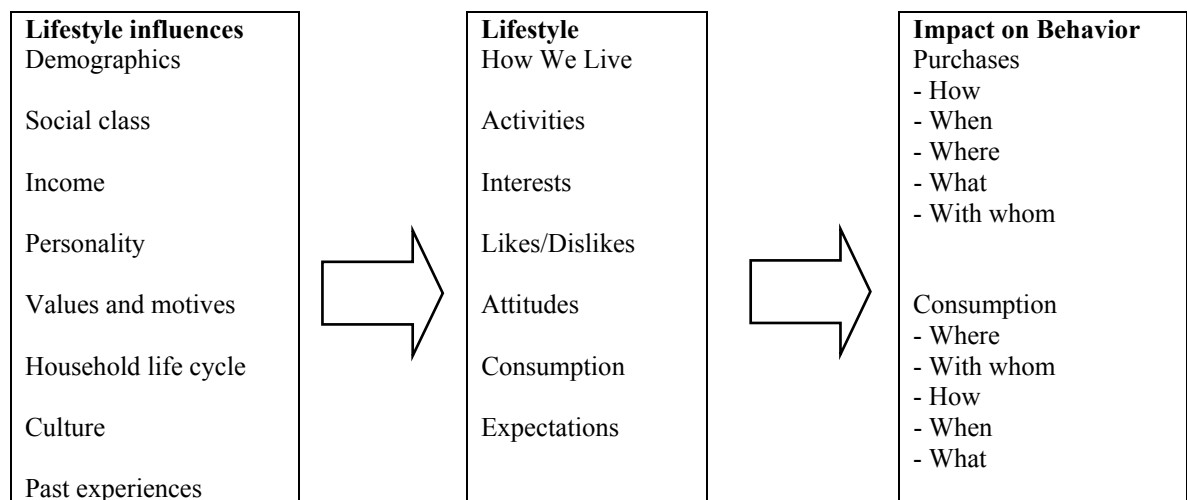 Lifestyle influences
Demographics
Social class
Income
Personality
Values and motives
Household life cycle
Culture
Past experiences
Lifestyle
How We Live
Activities
Interests
Likes/Dislikes
Attitudes
Consumption
Expectations
Impact on Behavior
Purchases
- How
- When
- Where
- What
- With whom
Consumption
- Where
- With whom
- How
- When
- What